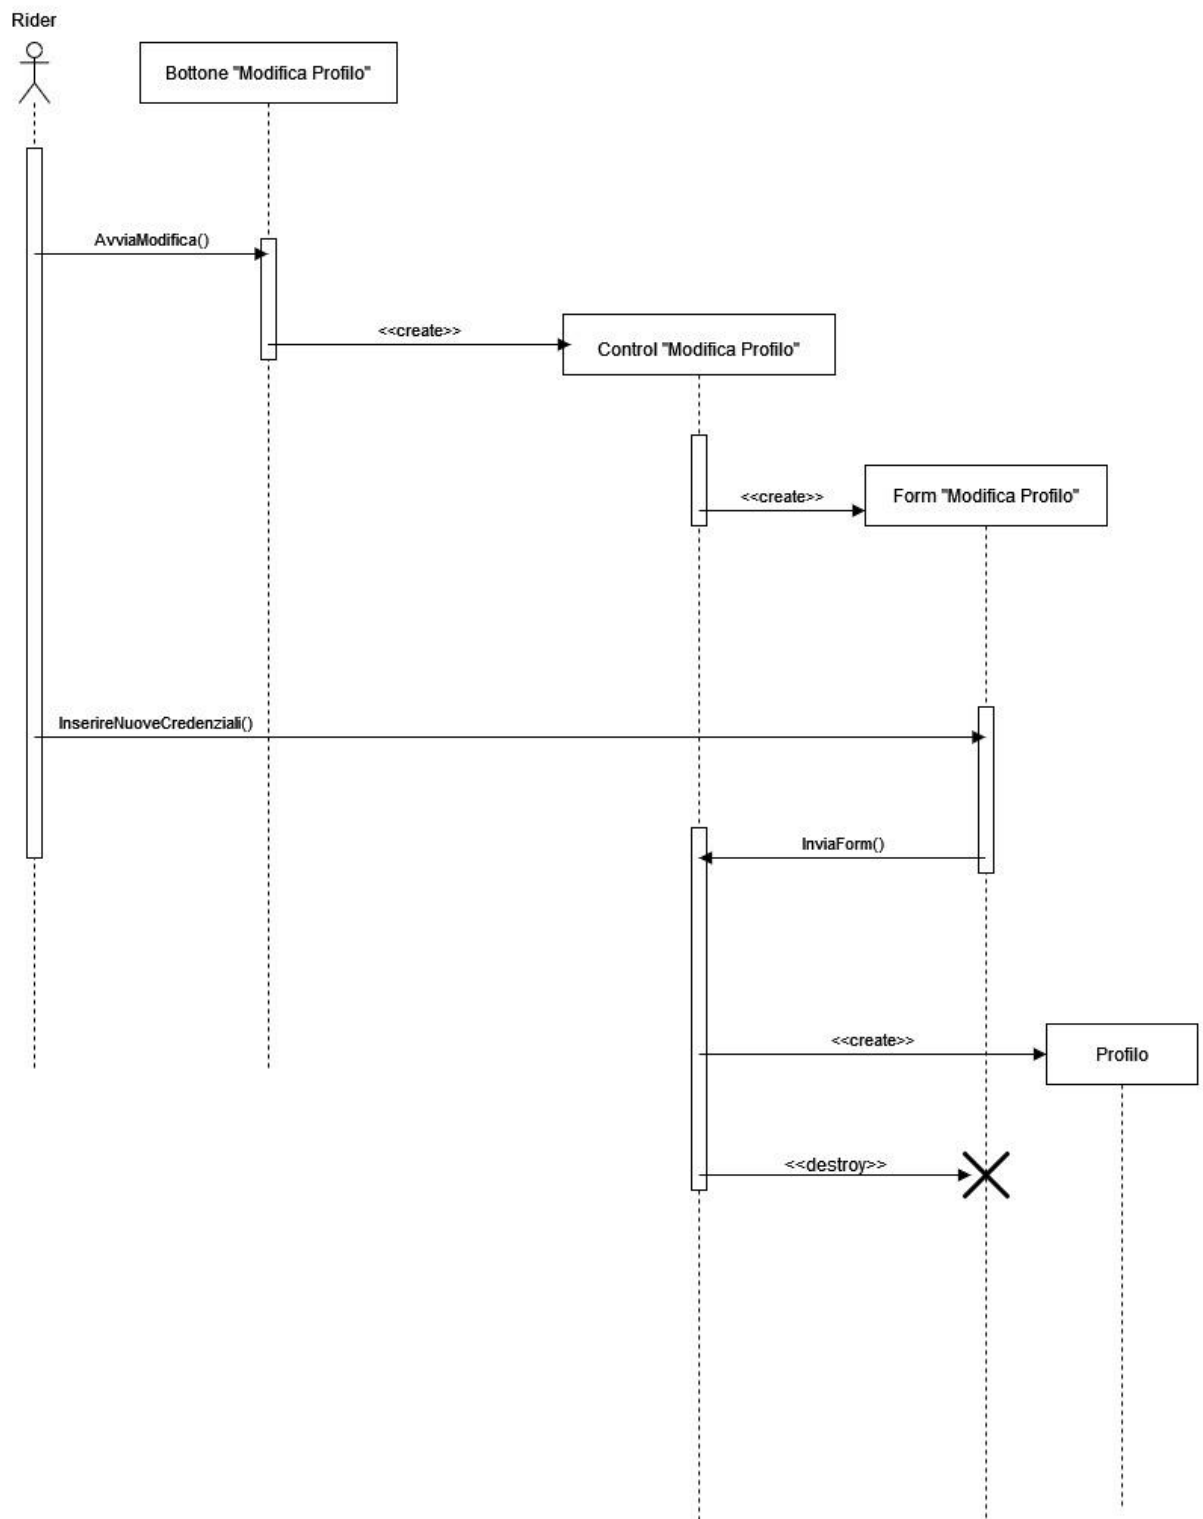 Rider
Bottone "Modifica Profilo"
AvviaModifica()
<<create>>
Control "Modifica Profilo"
<<create>>
Form "Modifica Profilo"
InserireNuoveCredenziali()
InviaForm()
<<create>>
Profilo
<<destroy>>